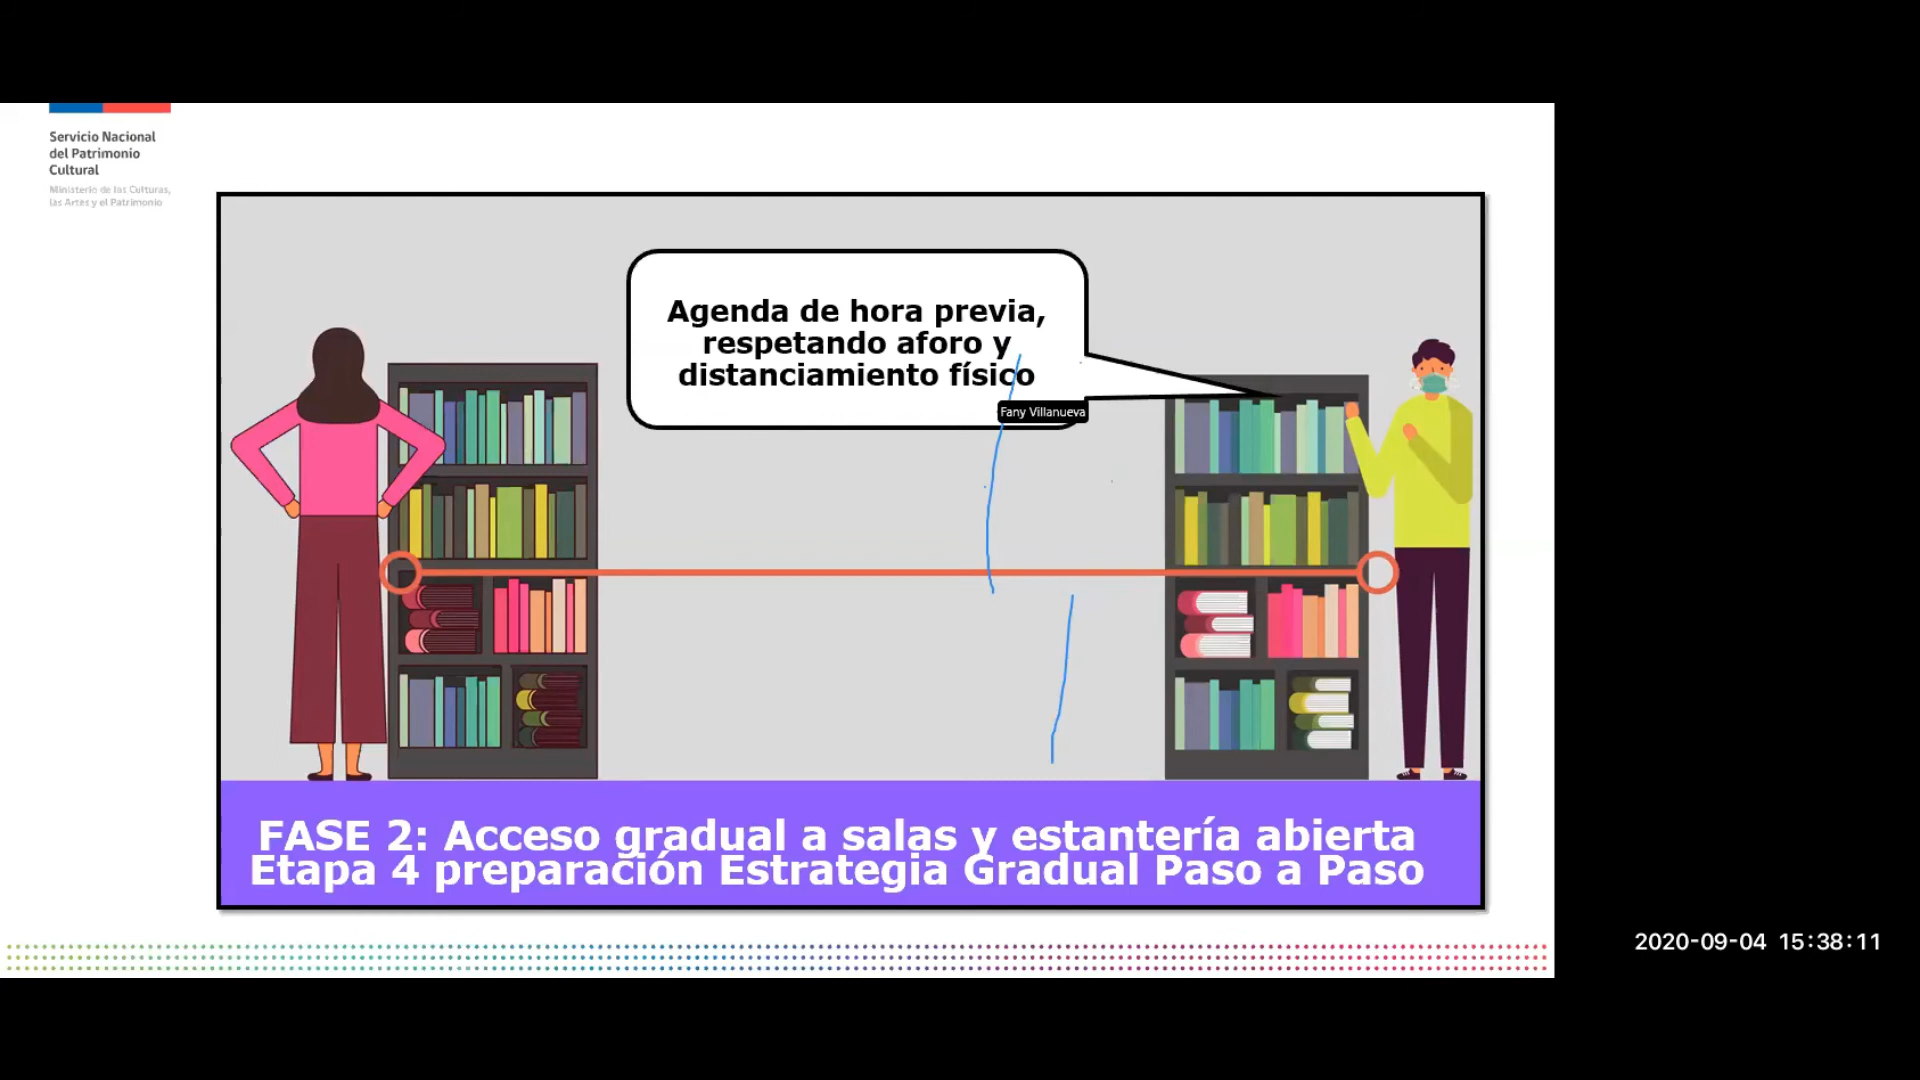 Servicio Nacional
del Patrimonio
Cultural
Ministerio de las Culturas,
las Artes y el Patrimonio
Agenda de hora previa,
respetando aforo y
distanciamiento físico
Fany Villanueva
FASE 2: Acceso gradual a salas y estantería abierta
Etapa 4 preparación Estrategia Gradual Paso a Paso
2020-09-04 15:38:11